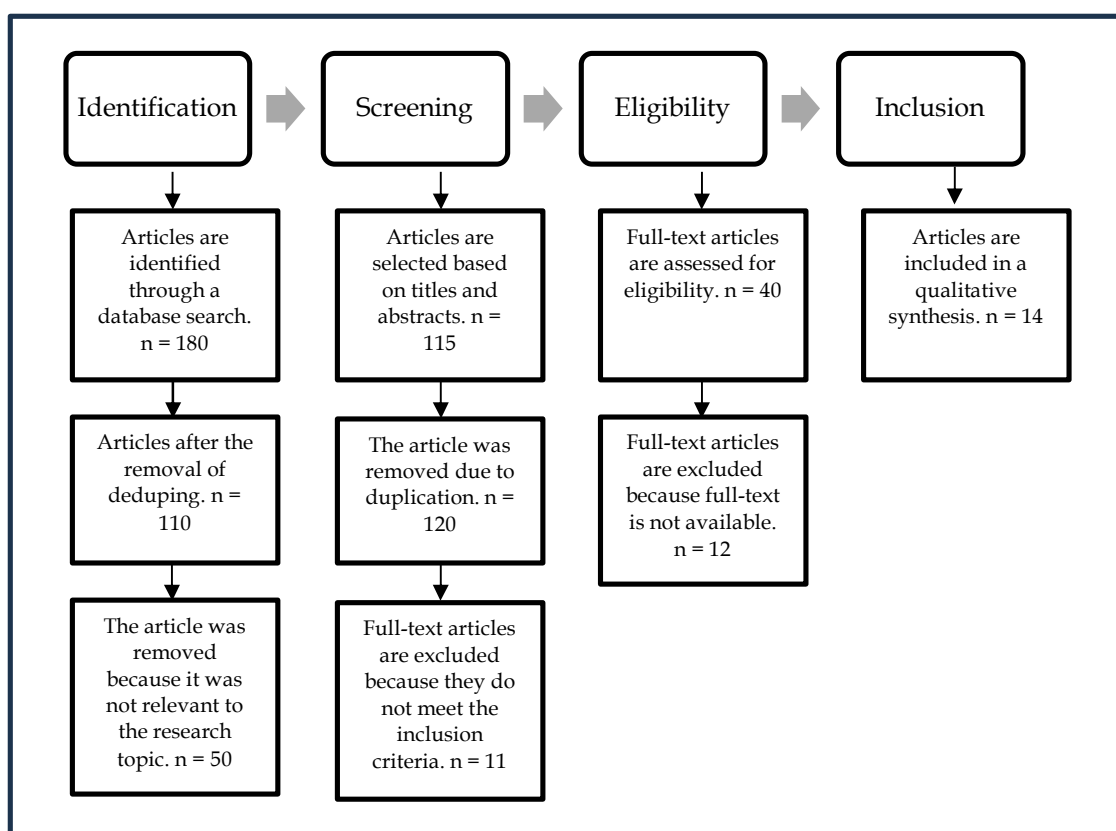 Identification
Screening
Eligibility
Inclusion
Articles are
identified
through a
database search.
n = 180
Articles after the
removal of
deduping. n =
110
The article was
removed
because it was
not relevant to
the research
topic. n = 50
Articles are
selected based
on titles and
abstracts. n =
115
The article was
removed due to
duplication. n =
120
Full-text articles
are excluded
because they do
not meet the
inclusion
criteria. n = 11
Full-text articles
are assessed for
eligibility. n = 40
Full-text articles
are excluded
because full-text
is not available.
n = 12
Articles are
included in a
qualitative
synthesis. n = 14